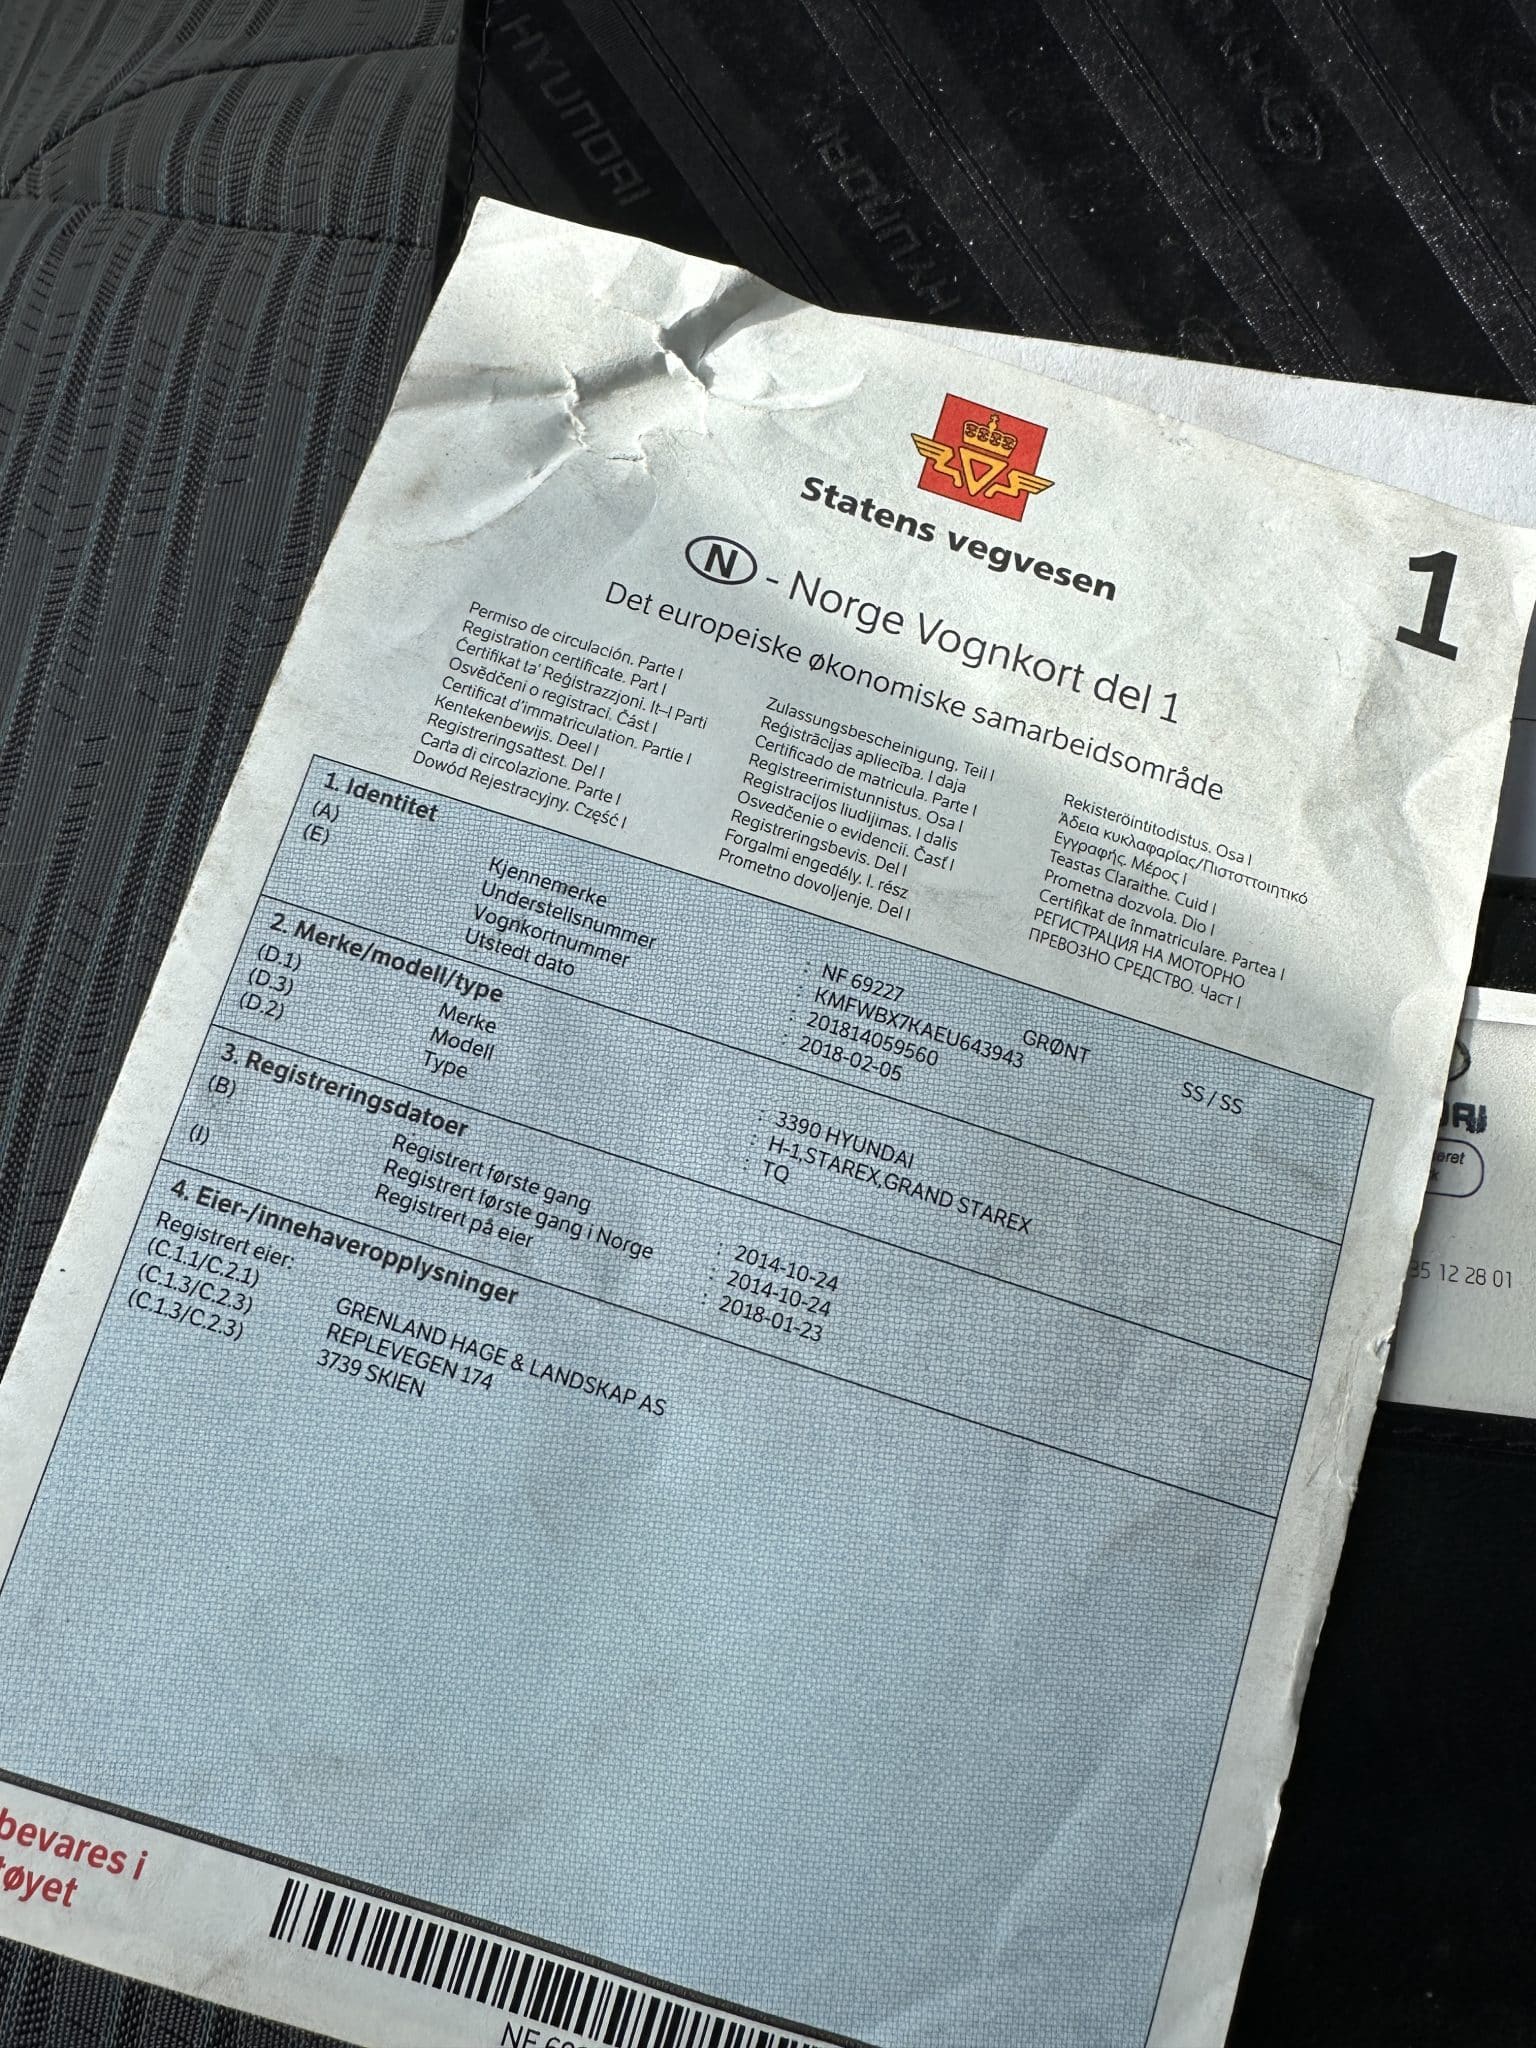 HYUNDAI
HYUNDAI
Statens vegvesen
1
N - Norge Vognkort del 1
Det europeiske økonomiske samarbeidsområde
Permiso de circulación. Parte I
Registration certificate. Part I
Ċertifikat ta' Reġistrazzjoni. It-I Parti
Osvědčení o registraci. Část I
Certificat d'immatriculation. Partie I
Kentekenbewijs. Deel I
Registreringsattest. Del I
Carta di circolazione. Parte I
Dowód Rejestracyjny. Część I
Zulassungsbescheinigung. Teil I
Reģistrācijas apliecība. I daļa
Certificado de matrícula. Parte I
Registreerimistunnistus. Osa I
Registracijos liudijimas. I dalis
Osvedčenie o evidencii. Časť I
Registreringsbevis. Del I
Forgalmi engedély. I. rész
Prometno dovoljenje. Del I
Rekisteröintitodistus. Osa I
Άδεια κυκλαφαρίας/Πιστοττοιητικό
Εγγραφής. Μέρος I
Teastas Claraithe. Cuid I
Prometna dozvola. Dio I
Certifikat de înmatriculare. Partea I
РЕГИСТРАЦИЯ НА МОТОРНО
ПРЕВОЗНО СРЕДСТВО. Част I
1. Identitet
(A) Kjennemerke : NF 69227 GRØNT SS / SS
(E) Understellsnummer : KMFWBX7KAEU643943
Vognkortnummer : 201814059560
Utstedt dato : 2018-02-05
2. Merke/modell/type
(D.1) Merke : 3390 HYUNDAI
(D.3) Modell : H-1,STAREX,GRAND STAREX
(D.2) Type : TQ
3. Registreringsdatoer
(B) Registrert første gang : 2014-10-24
Registrert første gang i Norge : 2014-10-24
(I) Registrert på eier : 2018-01-23
4. Eier-/innehaveropplysninger
Registrert eier:
(C.1.1/C.2.1) GRENLAND HAGE & LANDSKAP AS
(C.1.3/C.2.3) REPLEVEGEN 174
(C.1.3/C.2.3) 3739 SKIEN
35 12 28 01
bevares i